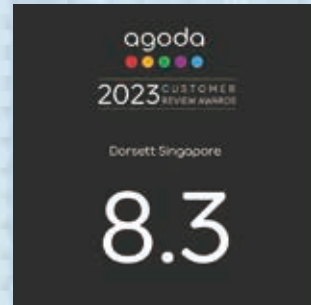 agoda
2023 CUSTOMER
REVIEW AWARDS
Dorsett Singapore
8.3